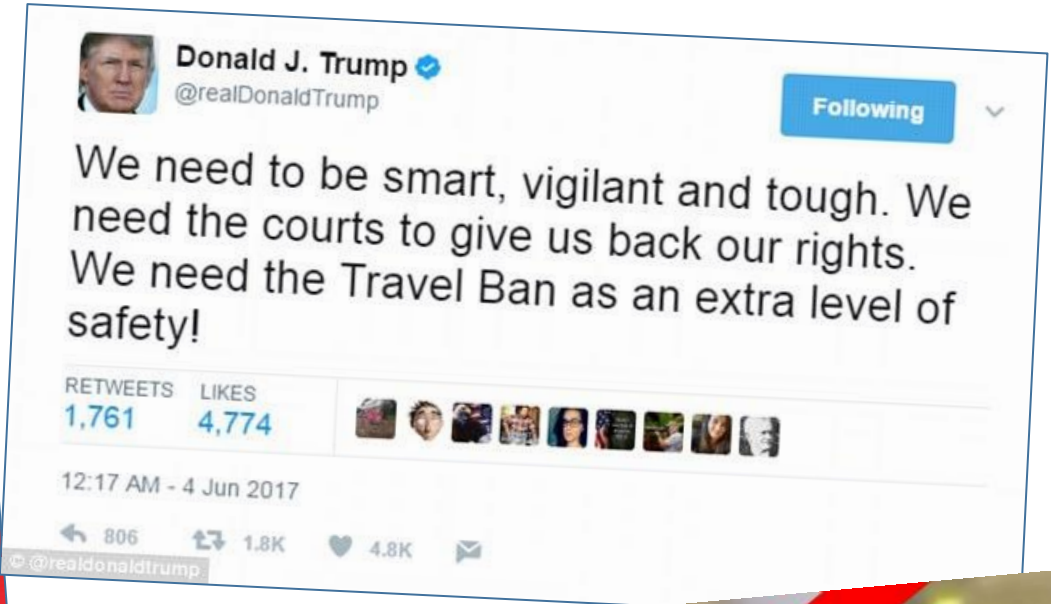 Donald J. Trump
@realDonaldTrump
Following
We need to be smart, vigilant and tough. We
need the courts to give us back our rights.
We need the Travel Ban as an extra level of
safety!
RETWEETS LIKES
1,761 4,774
12:17 AM - 4 Jun 2017
806 1.8K 4.8K
© @realdonaldtrump